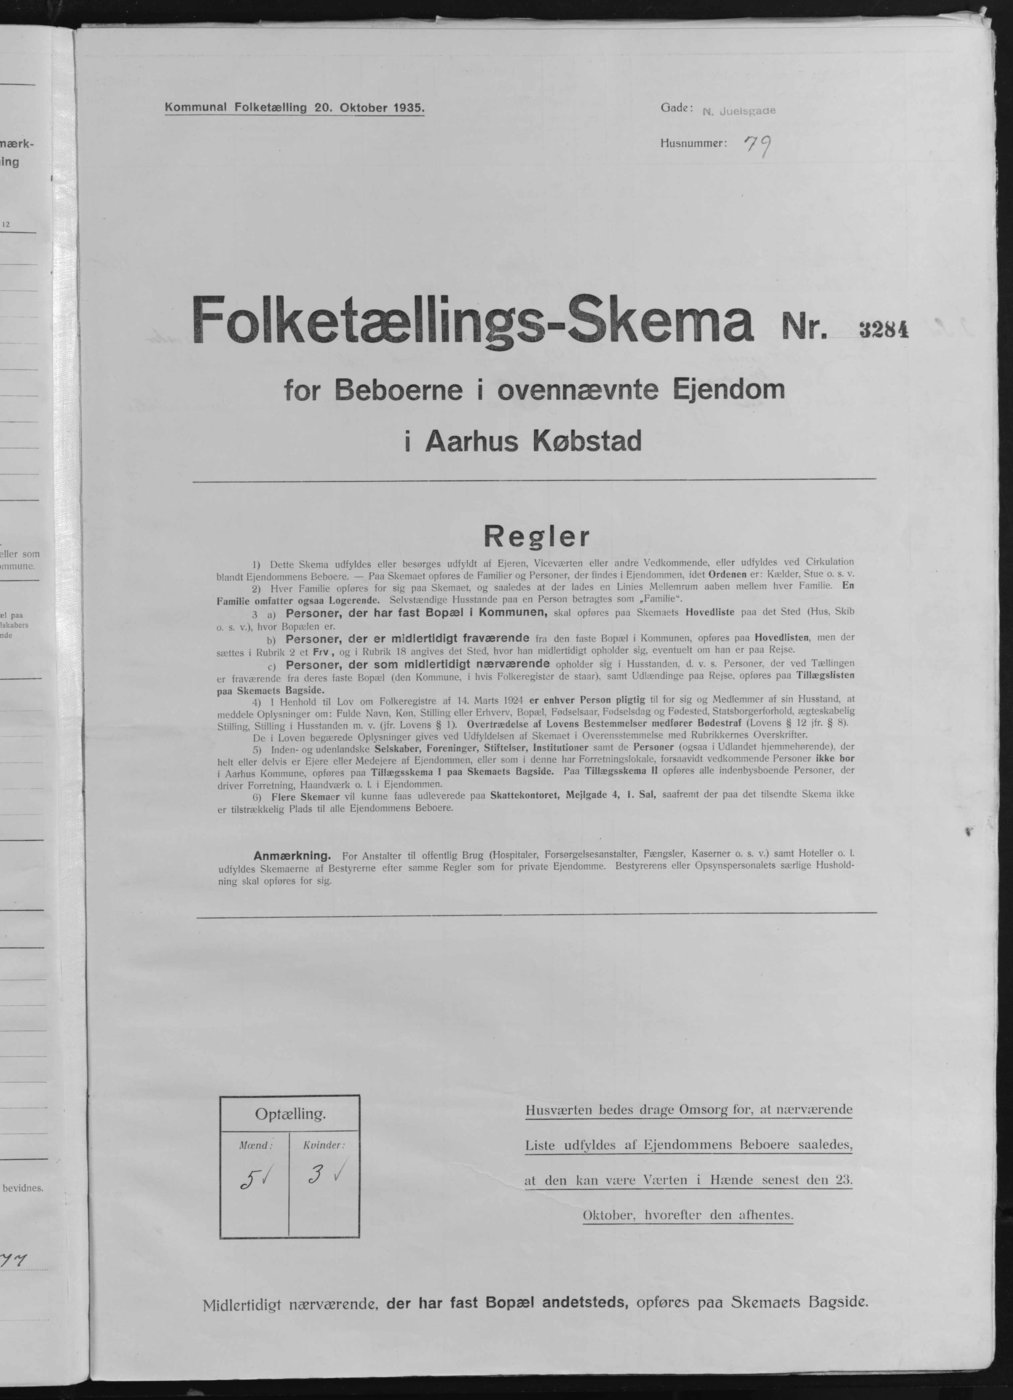 Kommunal Folketælling 20. Oktober 1935.
Gade: N. Juelsgade
Husnummer: 79
Folketællings-Skema Nr. 3284
for Beboerne i ovennævnte Ejendom
i Aarhus Købstad
Regler
1) Dette Skema udfyldes eller besørges udfyldt af Ejeren, Viceværten eller andre Vedkommende, eller udfyldes ved Cirkulation
blandt Ejendommens Beboere. — Paa Skemaet opføres de Familier og Personer, der findes i Ejendommen, idet Ordenen er: Kælder, Stue o. s. v.
2) Hver Familie opføres for sig paa Skemaet, og saaledes at der lades en Linies Mellemrum aaben mellem hver Familie. En
Familie omfatter ogsaa Logerende. Selvstændige Husstande paa en Person betragtes som „Familie“.
3 a) Personer, der har fast Bopæl i Kommunen, skal opføres paa Skemaets Hovedliste paa det Sted (Hus, Skib
o. s. v.), hvor Bopælen er.
b) Personer, der er midlertidigt fraværende fra den faste Bopæl i Kommunen, opføres paa Hovedlisten, men der
sættes i Rubrik 2 et Frv., og i Rubrik 18 angives det Sted, hvor han midlertidigt opholder sig, eventuelt om han er paa Rejse.
c) Personer, der som midlertidigt nærværende opholder sig i Husstanden, d. v. s. Personer, der ved Tællingen
er fraværende fra deres faste Bopæl (den Kommune, i hvis Folkeregister de staar), samt Udlændinge paa Rejse, opføres paa Tillægslisten
paa Skemaets Bagside.
4) I Henhold til Lov om Folkeregistre af 14. Marts 1924 er enhver Person pligtig til for sig og Medlemmer af sin Husstand, at
meddele Oplysninger om: Fulde Navn, Køn, Stilling eller Erhverv, Bopæl, Fødselsaar, Fødselsdag og Fødested, Statsborgerforhold, ægteskabelig
Stilling, Stilling i Husstanden m. v. (jfr. Lovens § 1). Overtrædelse af Lovens Bestemmelser medfører Bødestraf (Lovens § 12 jfr. § 8).
De i Loven begærede Oplysninger gives ved Udfyldelsen af Skemaet i Overensstemmelse med Rubrikkernes Overskrifter.
5) Inden- og udenlandske Selskaber, Foreninger, Stiftelser, Institutioner samt de Personer (ogsaa i Udlandet hjemmehørende), der
helt eller delvis er Ejere eller Medejere af Ejendommen, eller som i denne har Forretningslokale, forsaavidt vedkommende Personer ikke bor
i Aarhus Kommune, opføres paa Tillægsskema I paa Skemaets Bagside. Paa Tillægsskema II opføres alle indenbysboende Personer, der
driver Forretning, Haandværk o. l. i Ejendommen.
6) Flere Skemaer vil kunne faas udleverede paa Skattekontoret, Mejlgade 4, 1. Sal, saafremt der paa det tilsendte Skema ikke
er tilstrækkelig Plads til alle Ejendommens Beboere.
Anmærkning. For Anstalter til offentlig Brug (Hospitaler, Forsørgelsesanstalter, Fængsler, Kaserner o. s. v.) samt Hoteller o. l.
udfyldes Skemaerne af Bestyrerne efter samme Regler som for private Ejendomme. Bestyrerens eller Opsynspersonalets særlige Hushold-
ning skal opføres for sig.
Optælling.
Mænd: Kvinder:
5 √ 3 √
Husværten bedes drage Omsorg for, at nærværende
Liste udfyldes af Ejendommens Beboere saaledes,
at den kan være Værten i Hænde senest den 23.
Oktober, hvorefter den afhentes.
Midlertidigt nærværende, der har fast Bopæl andetsteds, opføres paa Skemaets Bagside.
mærk-
ing
12
eller som
ommune.
el paa
lskabers
nde
bevidnes.
77